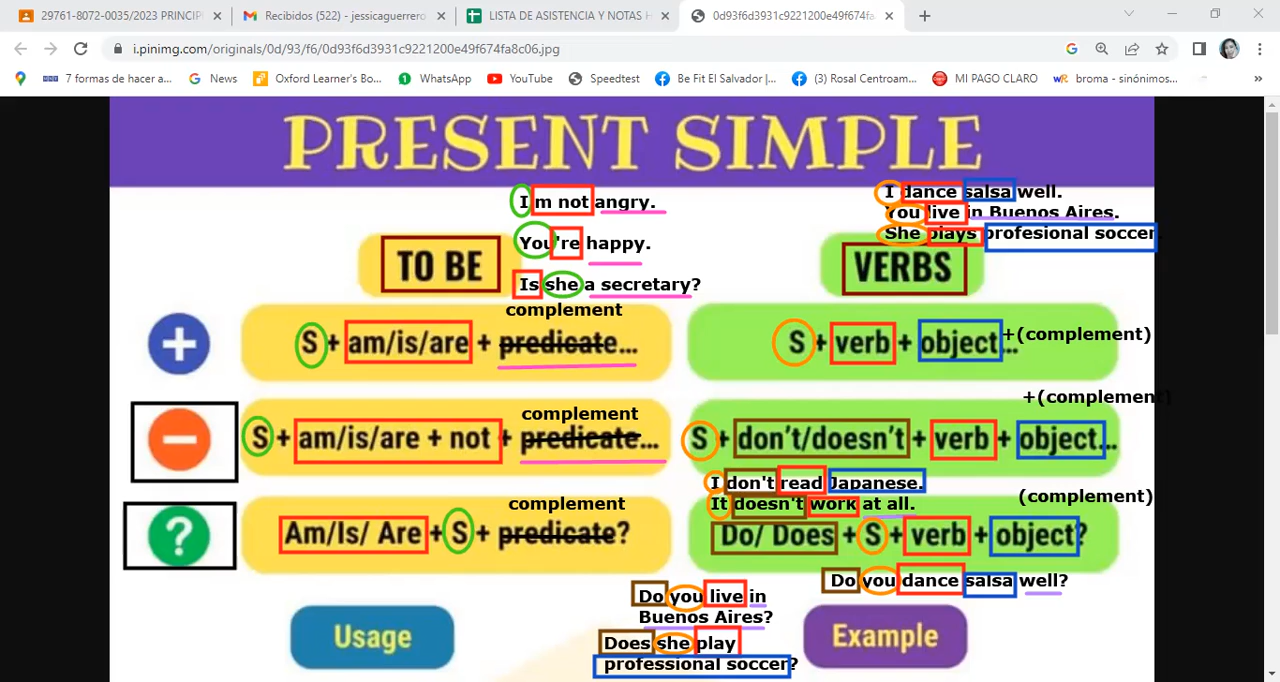 29761-8072-0035/2023 PRINCIPI
Recibidos (522) - jessicaguerrero
LISTA DE ASISTENCIA Y NOTAS H
0d93f6d3931c9221200e49f674fa
i.pinimg.com/originals/0d/93/f6/0d93f6d3931c9221200e49f674fa8c06.jpg
7 formas de hacer a...
News
Oxford Learner's Bo...
WhatsApp
YouTube
Speedtest
Be Fit El Salvador |...
(3) Rosal Centroam...
MI PAGO CLARO
broma - sinónimos...
PRESENT SIMPLE
I'm not angry.
You're happy.
Is she a secretary?
I dance salsa well.
You live in Buenos Aires.
She plays profesional soccer.
TO BE
VERBS
complement
S + am/is/are + predicate...
S + verb + object...
+(complement)
complement
S + am/is/are + not + predicate...
+(complement)
S + don't/doesn't + verb + object...
I don't read Japanese.
It doesn't work at all.
complement
Am/Is/ Are + S + predicate?
(complement)
Do/ Does + S + verb + object?
Do you dance salsa well?
Do you live in
Buenos Aires?
Does she play
professional soccer?
Usage
Example